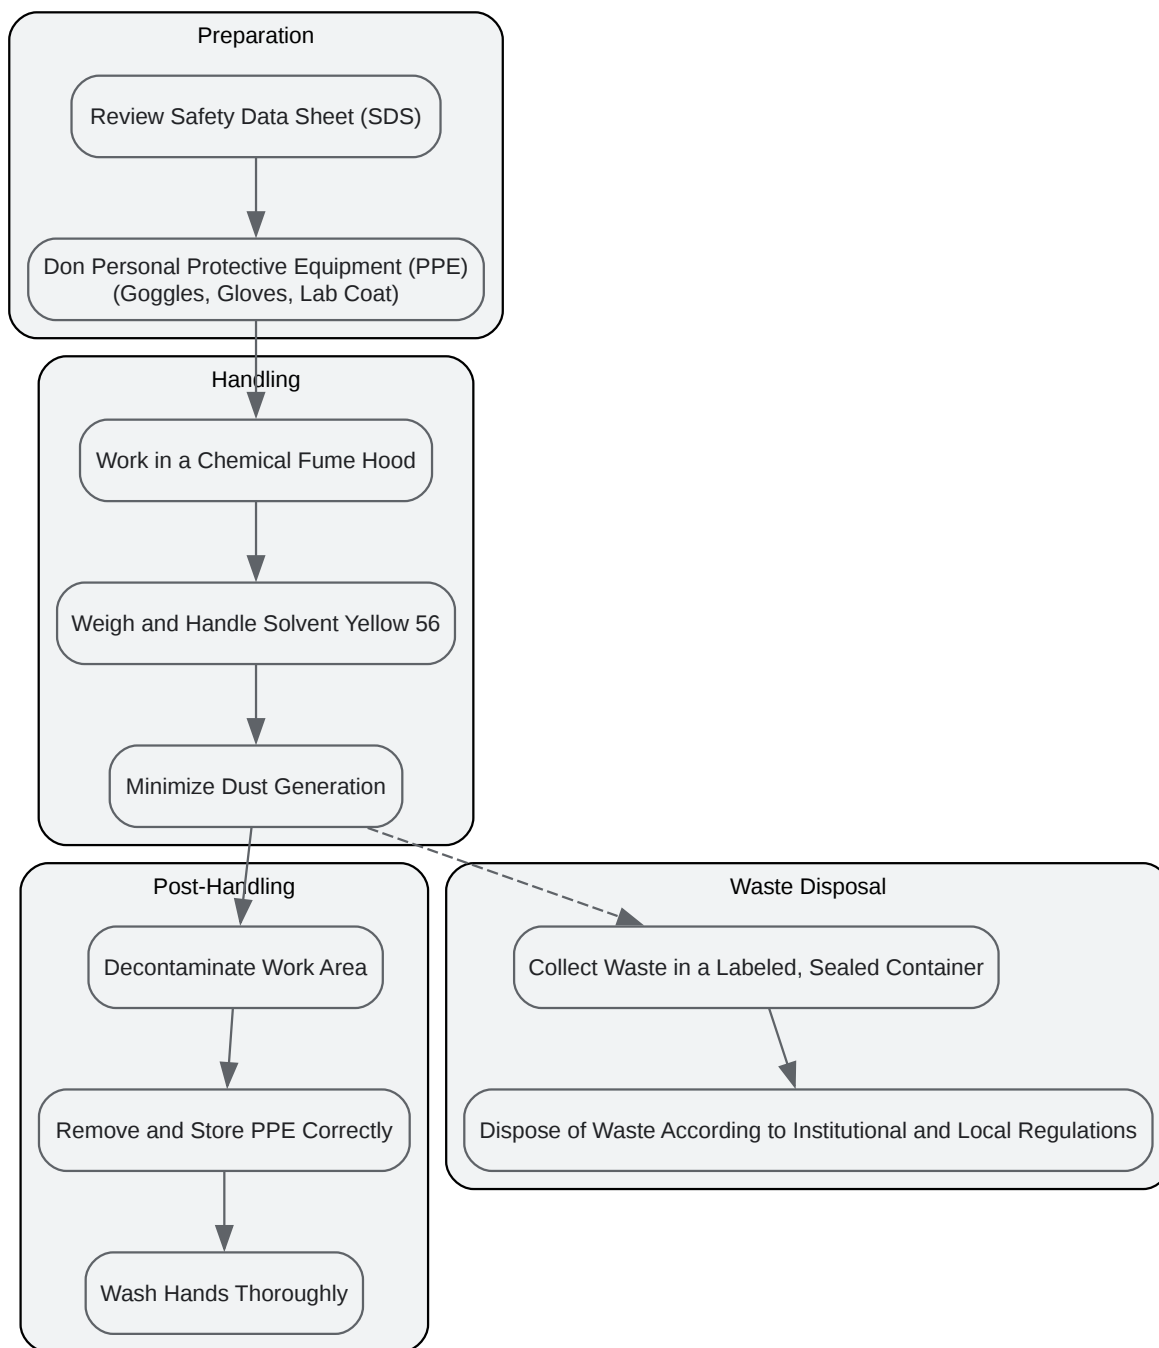 Preparation
Review Safety Data Sheet (SDS)
Don Personal Protective Equipment (PPE)
(Goggles, Gloves, Lab Coat)
Handling
Work in a Chemical Fume Hood
Weigh and Handle Solvent Yellow 56
Minimize Dust Generation
Post-Handling
Decontaminate Work Area
Remove and Store PPE Correctly
Wash Hands Thoroughly
Waste Disposal
Collect Waste in a Labeled, Sealed Container
Dispose of Waste According to Institutional and Local Regulations